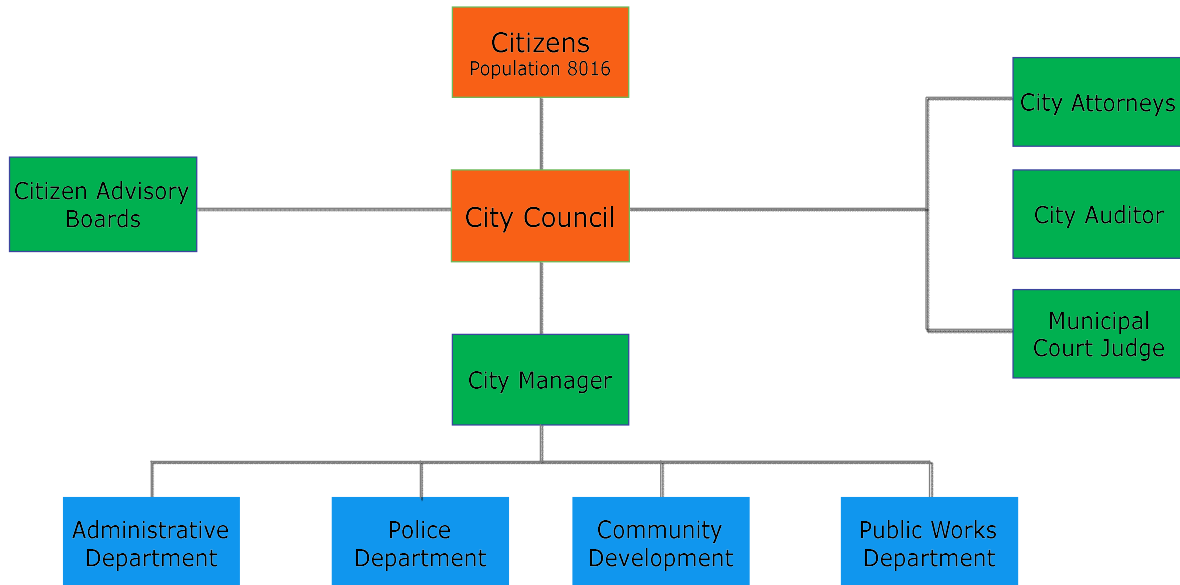 Citizens
Population 8016
City Attorneys
Citizen Advisory
Boards
City Council
City Auditor
Municipal
Court Judge
City Manager
Administrative
Department
Police
Department
Community
Development
Public Works
Department